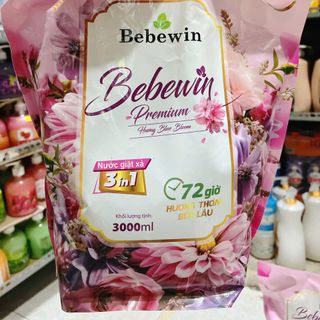 Bebewin
Bebewin
Premium
Hương Blue Bloom
Nước giặt xả
3in1
72 giờ
HƯƠNG THƠM
BỀN LÂU
Khối lượng tịnh
3000ml